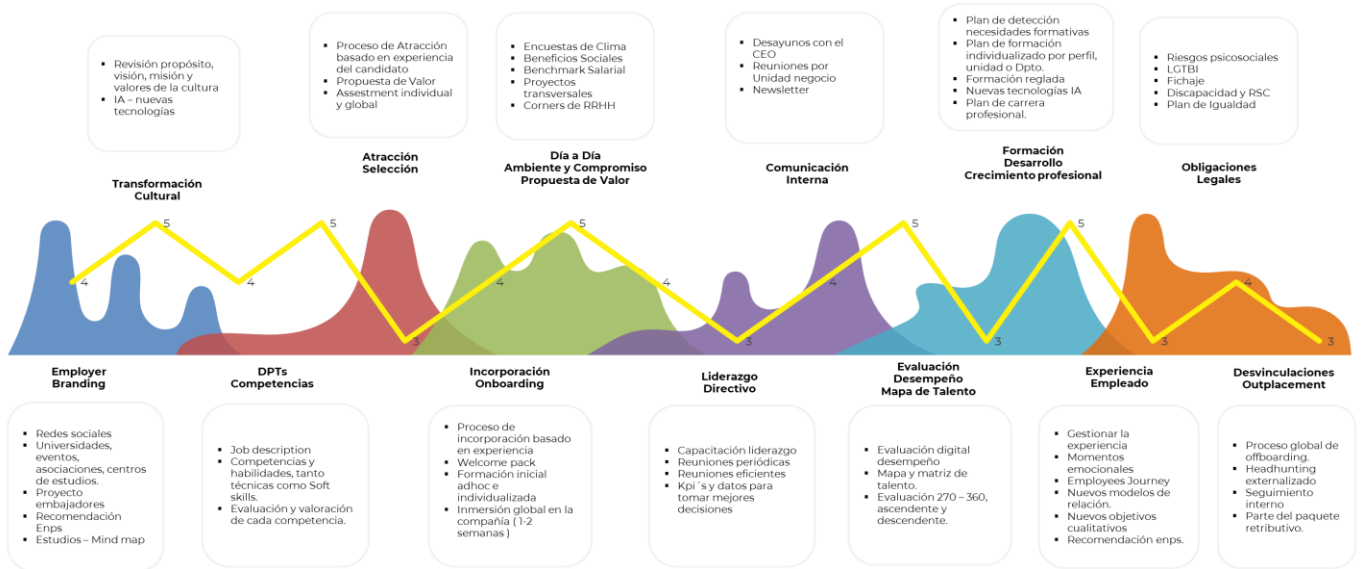 ▪ Revisión propósito,
visión, misión y
valores de la cultura
▪ IA – nuevas
tecnologías
▪ Proceso de Atracción
basado en experiencia
del candidato
▪ Propuesta de Valor
▪ Assestment individual
y global
▪ Encuestas de Clima
▪ Beneficios Sociales
▪ Benchmark Salarial
▪ Proyectos
transversales
▪ Corners de RRHH
▪ Desayunos con el
CEO
▪ Reuniones por
Unidad negocio
▪ Newsletter
▪ Plan de detección
necesidades formativas
▪ Plan de formación
individualizado por perfil,
unidad o Dpto.
▪ Formación reglada
▪ Nuevas tecnologías IA
▪ Plan de carrera
profesional.
▪ Riesgos psicosociales
▪ LGTBI
▪ Fichaje
▪ Discapacidad y RSC
▪ Plan de Igualdad
Transformación
Cultural
Atracción
Selección
Día a Día
Ambiente y Compromiso
Propuesta de Valor
Comunicación
Interna
Formación
Desarrollo
Crecimiento profesional
Obligaciones
Legales
4
5
4
5
3
4
5
4
3
4
5
3
5
3
4
3
Employer
Branding
DPTs
Competencias
Incorporación
Onboarding
Liderazgo
Directivo
Evaluación
Desempeño
Mapa de Talento
Experiencia
Empleado
Desvinculaciones
Outplacement
▪ Redes sociales
▪ Universidades,
eventos,
asociaciones, centros
de estudios.
▪ Proyecto
embajadores
▪ Recomendación
Enps
▪ Estudios – Mind map
▪ Job description
▪ Competencias y
habilidades, tanto
técnicas como Soft
skills.
▪ Evaluación y valoración
de cada competencia.
▪ Proceso de
incorporación basado
en experiencia
▪ Welcome pack
▪ Formación inicial
adhoc e
individualizada
▪ Inmersión global en la
compañía ( 1-2
semanas )
▪ Capacitación liderazgo
▪ Reuniones periódicas
▪ Reuniones eficientes
▪ Kpi´s y datos para
tomar mejores
decisiones
▪ Evaluación digital
desempeño
▪ Mapa y matriz de
talento.
▪ Evaluación 270 – 360,
ascendente y
descendente.
▪ Gestionar la
experiencia
▪ Momentos
emocionales
▪ Employees Journey
▪ Nuevos modelos de
relación.
▪ Nuevos objetivos
cualitativos
▪ Recomendación enps.
▪ Proceso global de
offboarding.
▪ Headhunting
externalizado
▪ Seguimiento
interno
▪ Parte del paquete
retributivo.